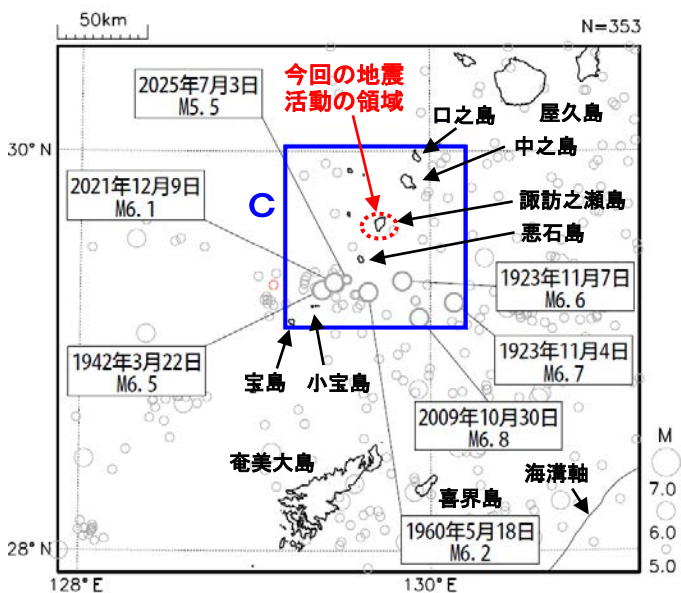 50km
N=353
2025年7月3日
M5.5
今回の地震
活動の領域
口之島
屋久島
30°N
中之島
2021年12月9日
M6.1
C
諏訪之瀬島
悪石島
1923年11月7日
M6.6
1942年3月22日
M6.5
宝島
小宝島
1923年11月4日
M6.7
2009年10月30日
M6.8
奄美大島
喜界島
海溝軸
M
7.0
6.0
5.0
1960年5月18日
M6.2
28°N
128°E
130°E